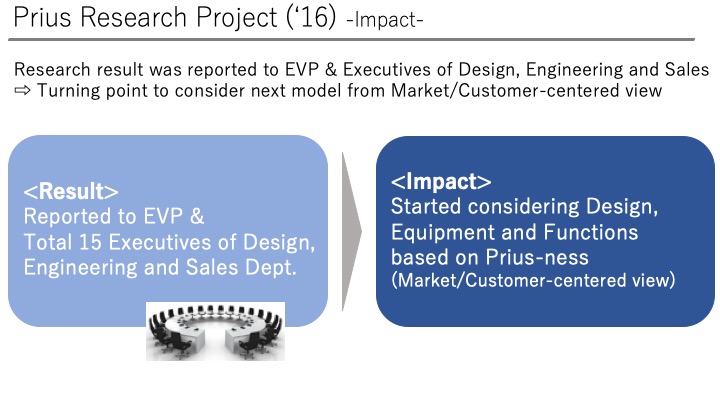 Prius Research Project (‘16) -Impact-
Research result was reported to EVP & Executives of Design, Engineering and Sales
⇨ Turning point to consider next model from Market/Customer-centered view
<Result>
Reported to EVP &
Total 15 Executives of Design,
Engineering and Sales Dept.
<Impact>
Started considering Design,
Equipment and Functions
based on Prius-ness
(Market/Customer-centered view)